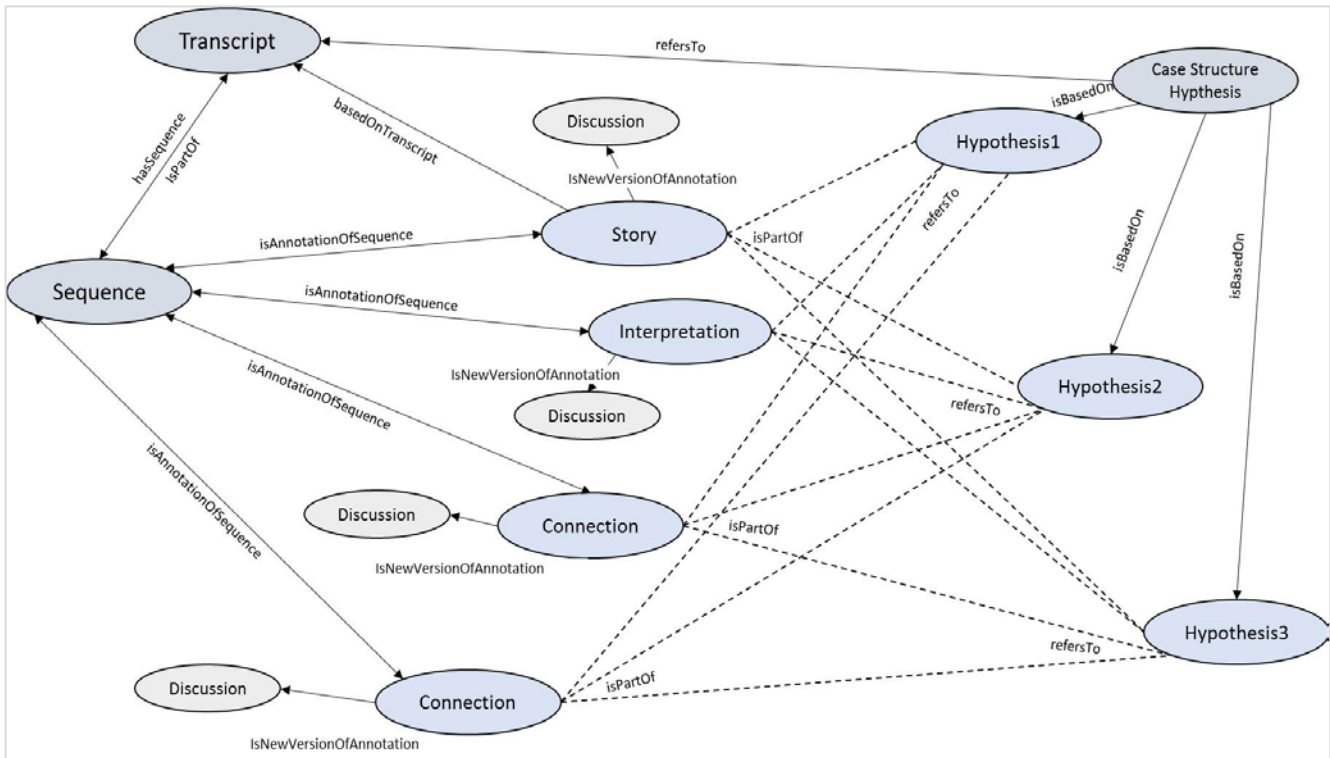 Transcript
refersTo
Case Structure
Hypthesis
isBasedOn
basedOnTranscript
Discussion
Hypothesis1
hasSequence
IsPartOf
IsNewVersionOfAnnotation
refersTo
isAnnotationOfSequence
Story
isPartOf
isBasedOn
isBasedOn
Sequence
isAnnotationOfSequence
Interpretation
IsNewVersionOfAnnotation
isAnnotationOfSequence
Discussion
refersTo
Hypothesis2
isAnnotationOfSequence
Discussion
Connection
isPartOf
IsNewVersionOfAnnotation
Hypothesis3
refersTo
isPartOf
Discussion
Connection
IsNewVersionOfAnnotation